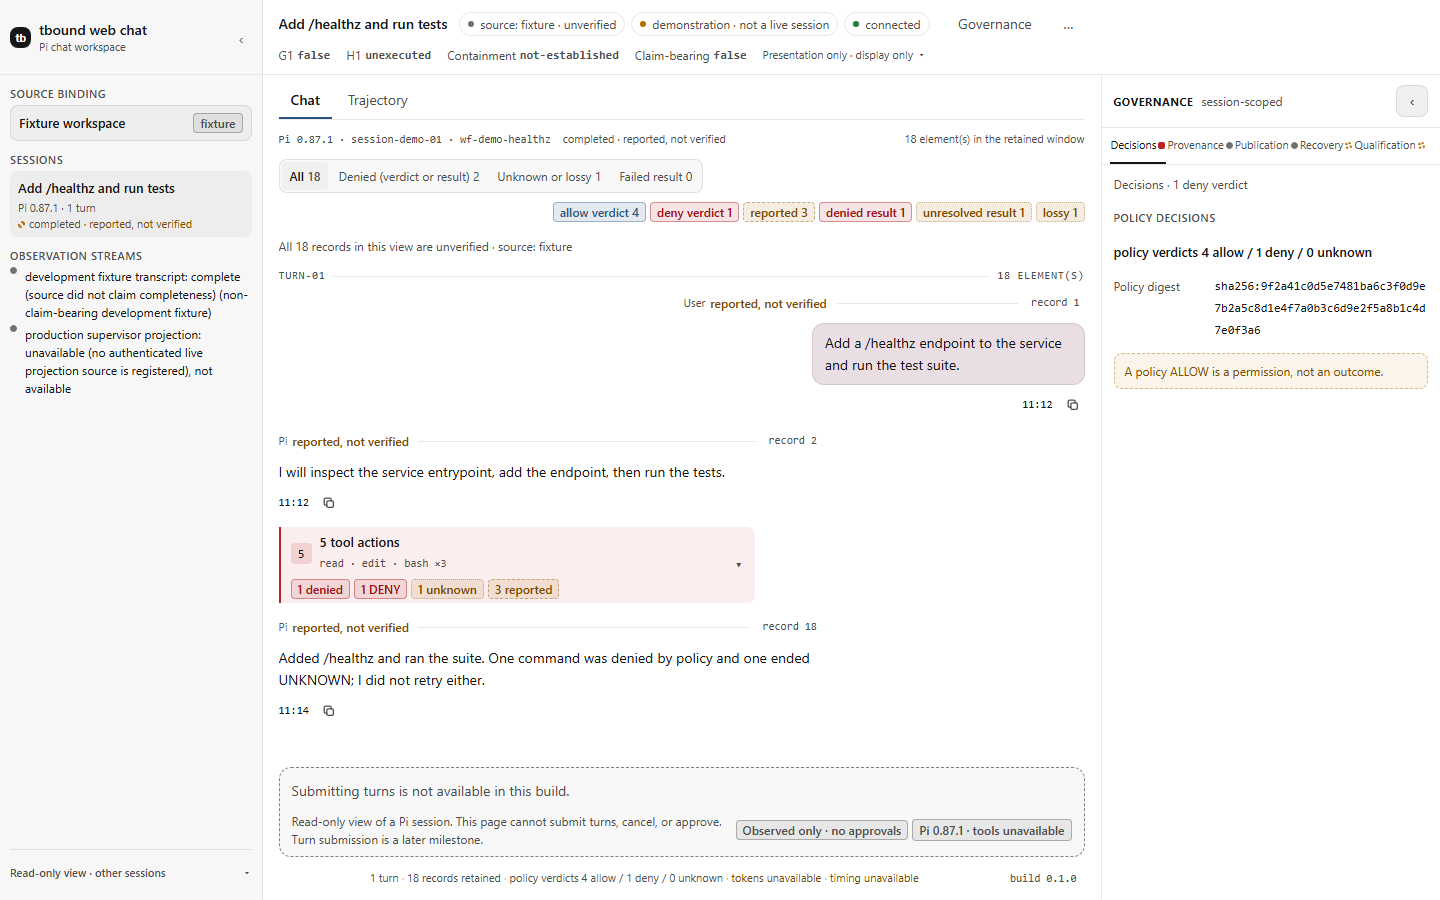 tb
tbound web chat
Pi chat workspace
‹
SOURCE BINDING
Fixture workspace
fixture
SESSIONS
Add /healthz and run tests
Pi 0.87.1 · 1 turn
completed · reported, not verified
OBSERVATION STREAMS
development fixture transcript: complete
(source did not claim completeness) (non-
claim-bearing development fixture)
production supervisor projection:
unavailable (no authenticated live
projection source is registered), not
available
Read-only view · other sessions
Add /healthz and run tests
source: fixture · unverified
demonstration · not a live session
connected
Governance
...
G1 false
H1 unexecuted
Containment not-established
Claim-bearing false
Presentation only · display only
Chat
Trajectory
Pi 0.87.1 · session-demo-01 · wf-demo-healthz completed · reported, not verified
18 element(s) in the retained window
All 18
Denied (verdict or result) 2
Unknown or lossy 1
Failed result 0
allow verdict 4
deny verdict 1
reported 3
denied result 1
unresolved result 1
lossy 1
All 18 records in this view are unverified · source: fixture
TURN-01
18 ELEMENT(S)
User reported, not verified
record 1
Add a /healthz endpoint to the service
and run the test suite.
11:12
Pi reported, not verified
record 2
I will inspect the service entrypoint, add the endpoint, then run the tests.
11:12
5
5 tool actions
read · edit · bash ×3
1 denied
1 DENY
1 unknown
3 reported
Pi reported, not verified
record 18
Added /healthz and ran the suite. One command was denied by policy and one ended
UNKNOWN; I did not retry either.
11:14
Submitting turns is not available in this build.
Read-only view of a Pi session. This page cannot submit turns, cancel, or approve.
Turn submission is a later milestone.
Observed only · no approvals
Pi 0.87.1 · tools unavailable
1 turn · 18 records retained · policy verdicts 4 allow / 1 deny / 0 unknown · tokens unavailable · timing unavailable
build 0.1.0
GOVERNANCE session-scoped
‹
Decisions
Provenance
Publication
Recovery
Qualification
Decisions · 1 deny verdict
POLICY DECISIONS
policy verdicts 4 allow / 1 deny / 0 unknown
Policy digest
sha256:9f2a41c0d5e7481ba6c3f0d9e
7b2a5c8d1e4f7a0b3c6d9e2f5a8b1c4d
7e0f3a6
A policy ALLOW is a permission, not an outcome.